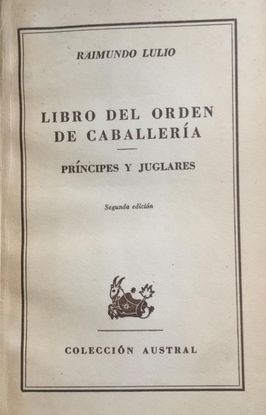 RAIMUNDO LULIO
LIBRO DEL ORDEN
DE CABALLERÍA
PRÍNCIPES Y JUGLARES
Segunda edición
COLECCIÓN AUSTRAL